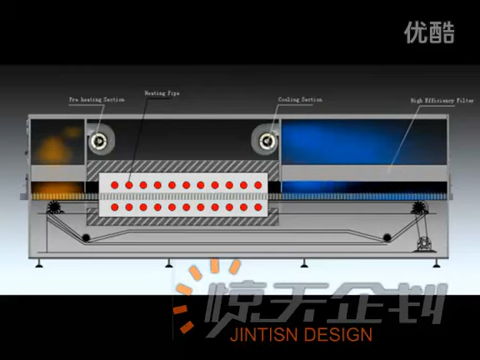 优酷
Pre heating Section
Heating Pipe
Cooling Section
High Efficiency Filter
惊天企划
JINTISN DESIGN